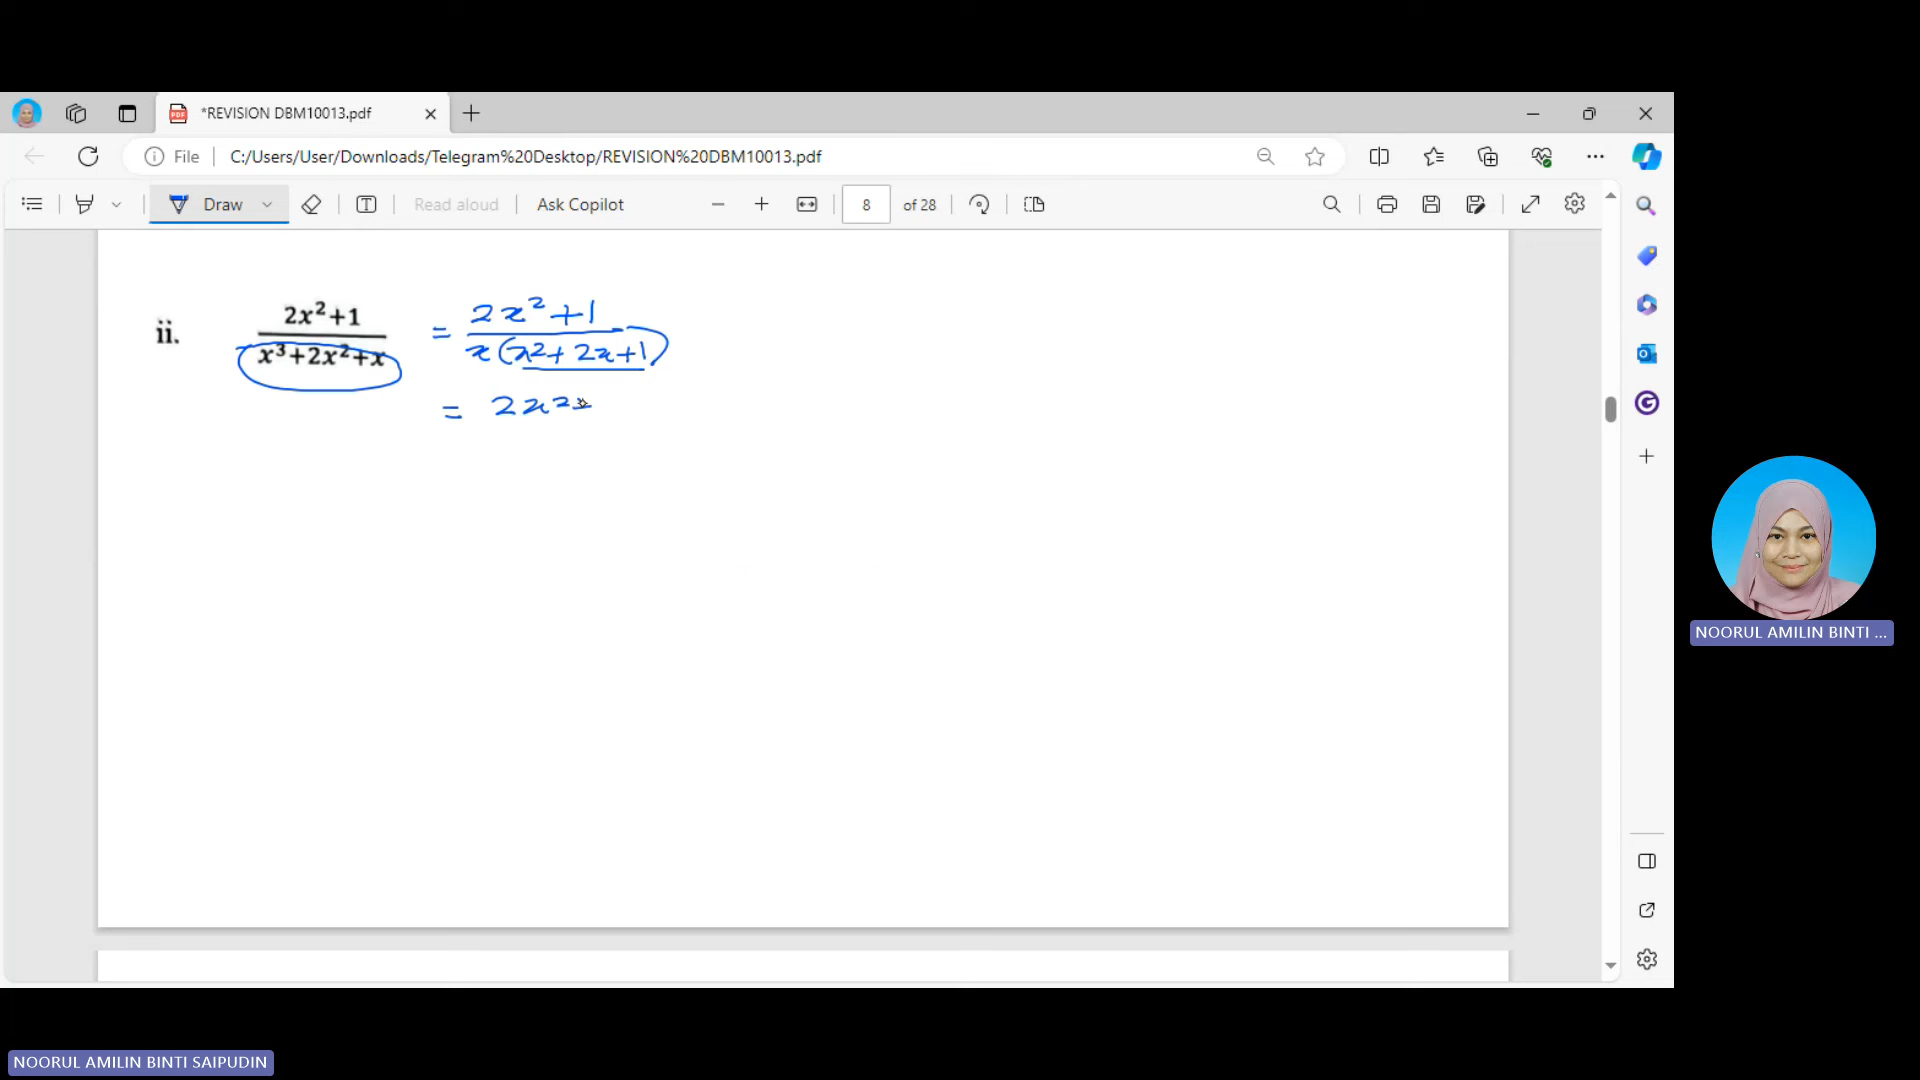 *REVISION DBM10013.pdf
File C:/Users/User/Downloads/Telegram%20Desktop/REVISION%20DBM10013.pdf
Draw Read aloud Ask Copilot 8 of 28
ii. 2x²+1 / x³+2x²+x = 2x²+1 / x(x²+2x+1)
= 2x²
NOORUL AMILIN BINTI ...
NOORUL AMILIN BINTI SAIPUDIN